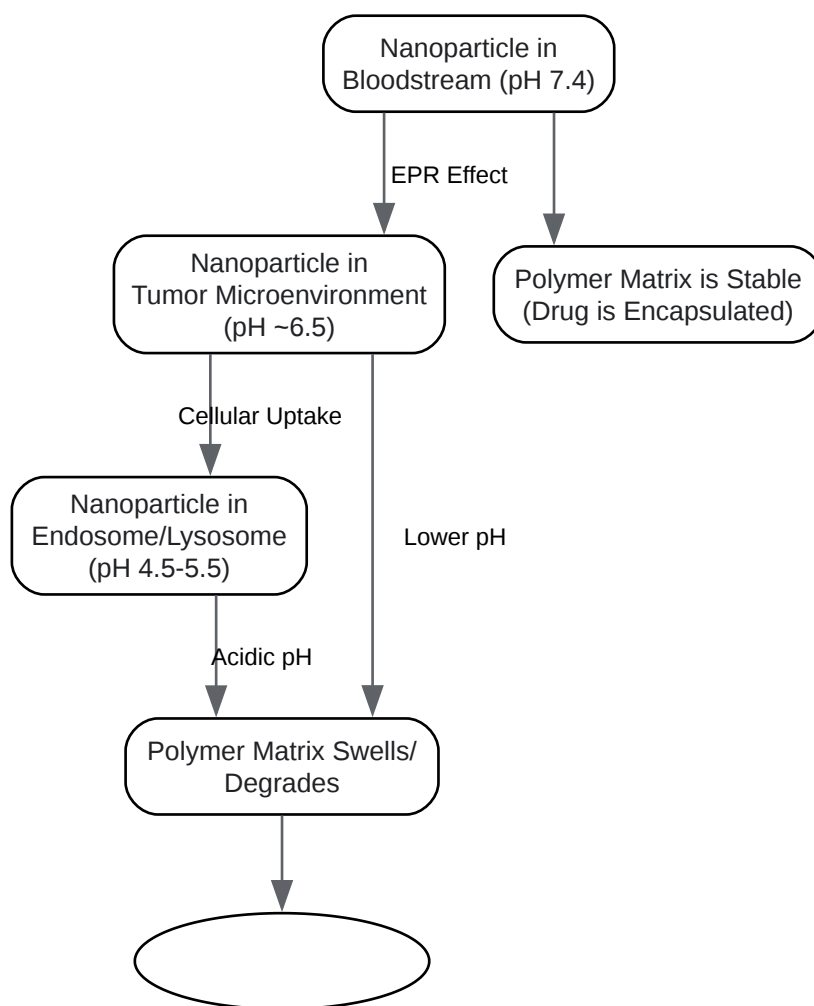 Nanoparticle in
Bloodstream (pH 7.4)
EPR Effect
Nanoparticle in
Tumor Microenvironment
(pH ~6.5)
Polymer Matrix is Stable
(Drug is Encapsulated)
Cellular Uptake
Nanoparticle in
Endosome/Lysosome
(pH 4.5-5.5)
Lower pH
Acidic pH
Polymer Matrix Swells/
Degrades